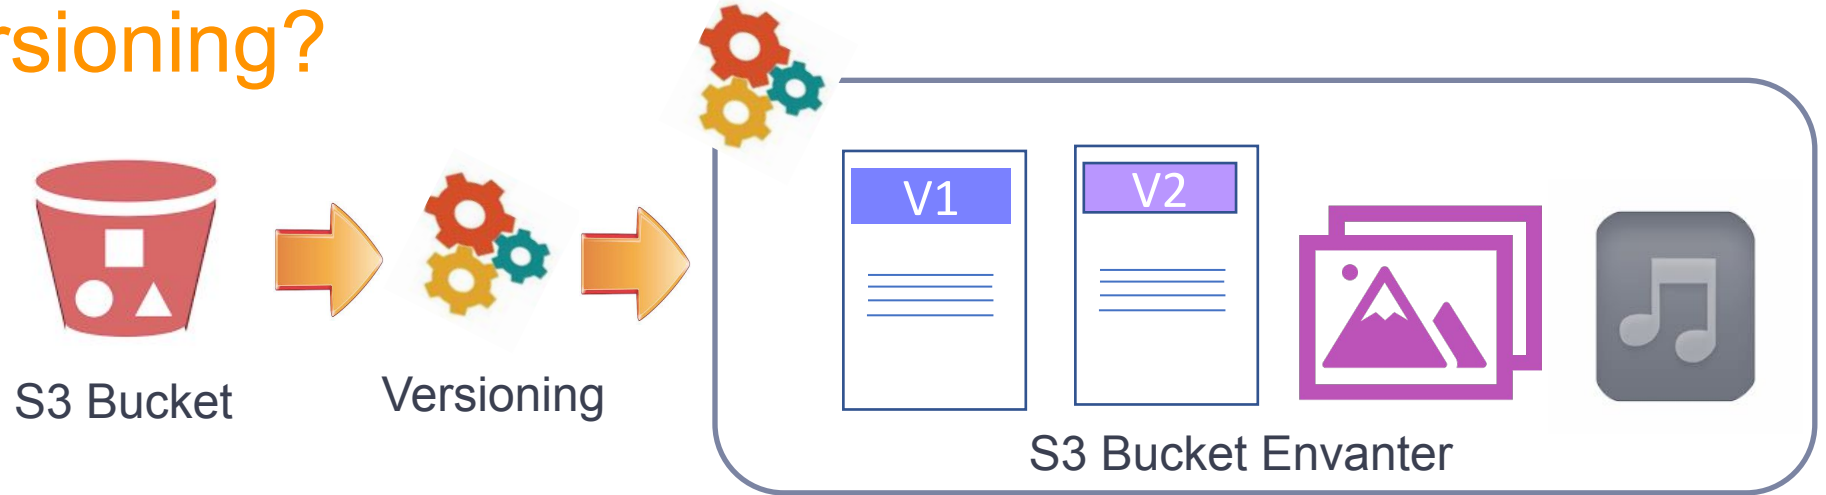 rsioning?
V1
V2
S3 Bucket
Versioning
S3 Bucket Envanter